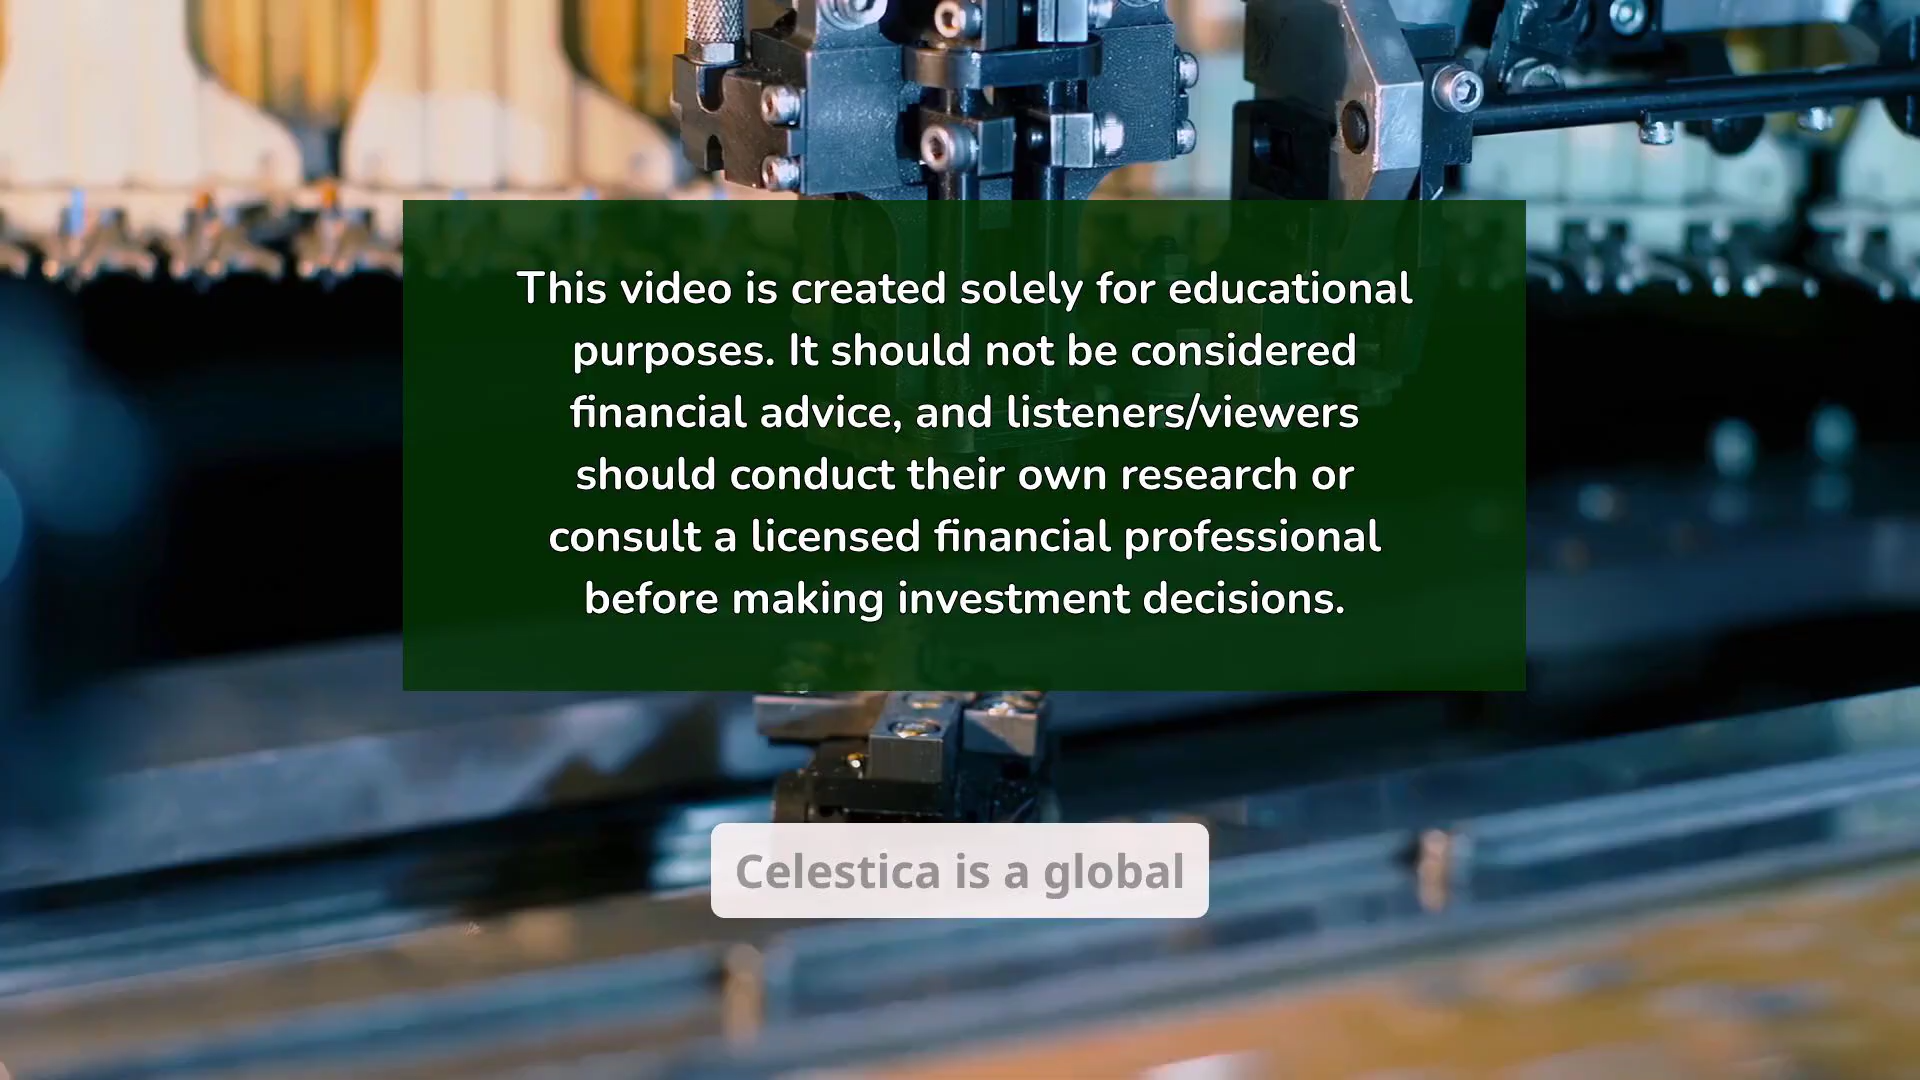 This video is created solely for educational
purposes. It should not be considered
financial advice, and listeners/viewers
should conduct their own research or
consult a licensed financial professional
before making investment decisions.
Celestica is a global